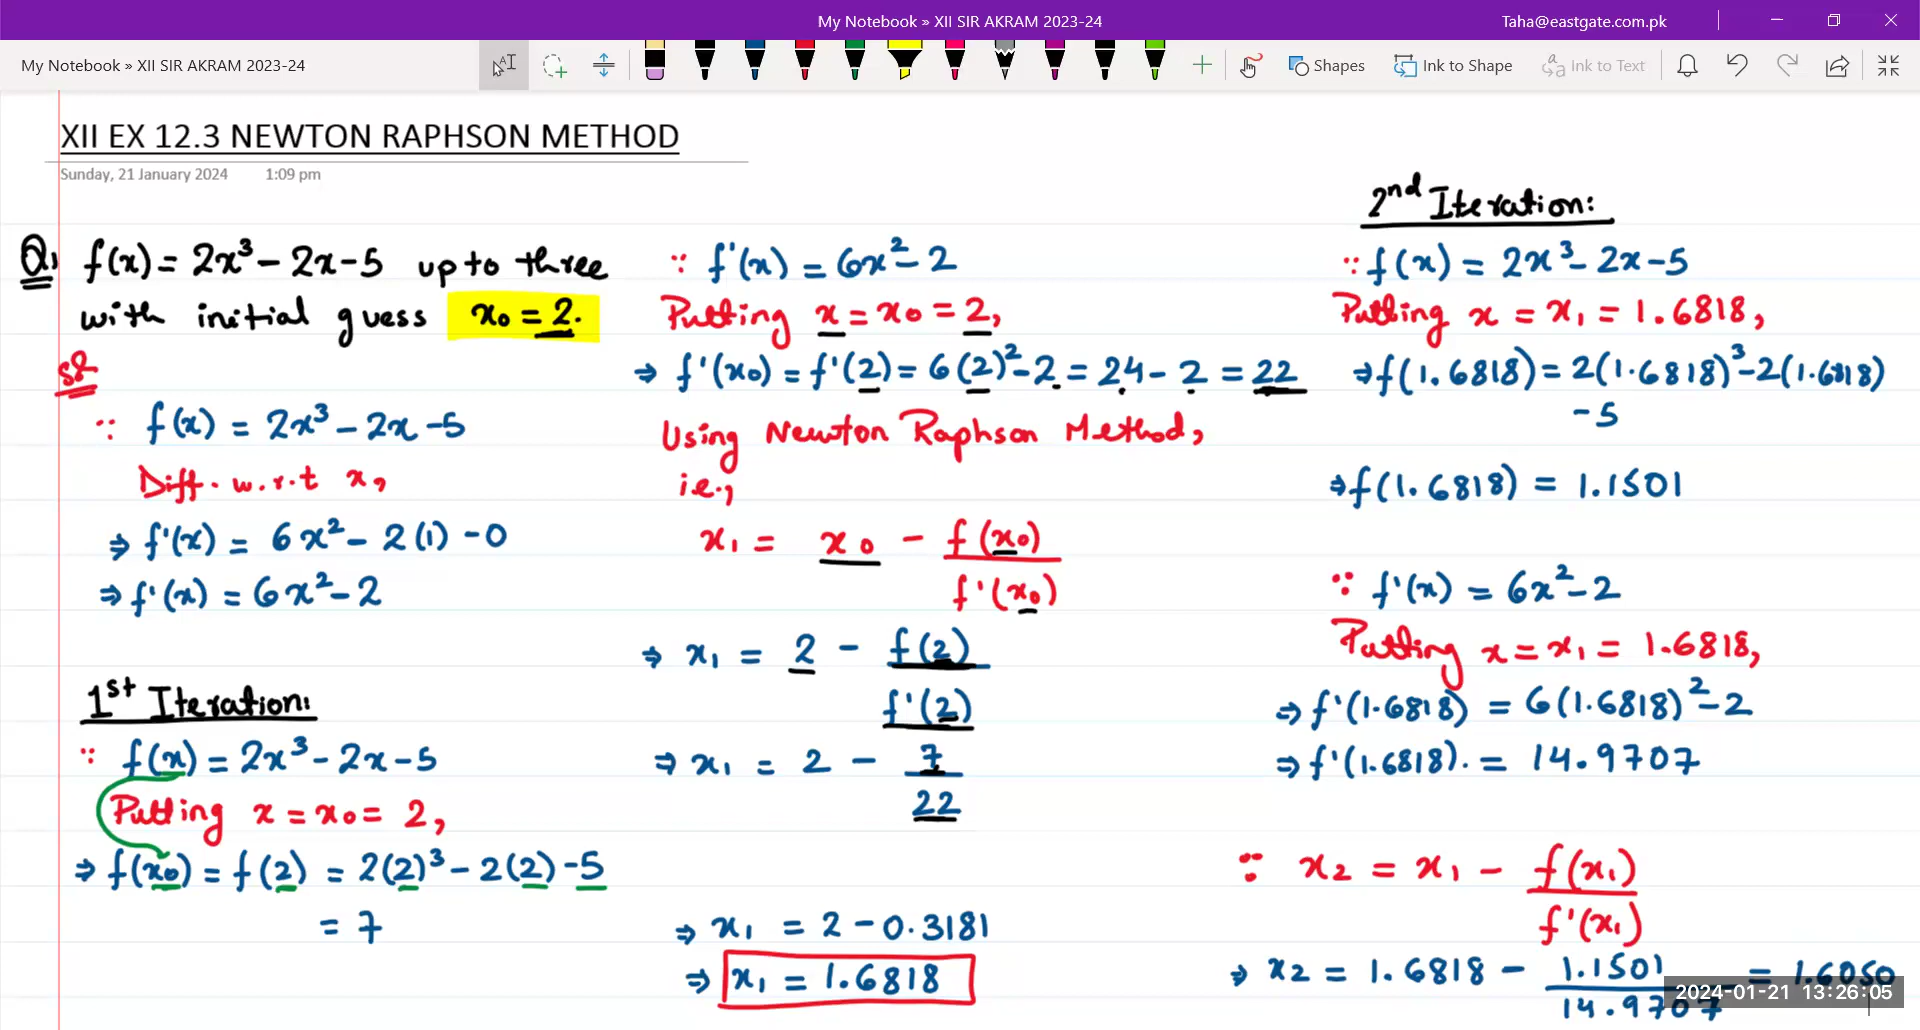 My Notebook » XII SIR AKRAM 2023-24
Taha@eastgate.com.pk
My Notebook » XII SIR AKRAM 2023-24
Shapes
Ink to Shape
Ink to Text
XII EX 12.3 NEWTON RAPHSON METHOD
Sunday, 21 January 2024 1:09 pm
Q1 f(x) = 2x³ - 2x - 5 upto three
with initial guess x₀ = 2.
Sol
∵ f(x) = 2x³ - 2x - 5
Diff. w.r.t x,
⇒ f'(x) = 6x² - 2(1) - 0
⇒ f'(x) = 6x² - 2
1st Iteration:
∵ f(x) = 2x³ - 2x - 5
Putting x = x₀ = 2,
⇒ f(x₀) = f(2) = 2(2)³ - 2(2) - 5
= 7
∵ f'(x) = 6x² - 2
Putting x = x₀ = 2,
⇒ f'(x₀) = f'(2) = 6(2)² - 2 = 24 - 2 = 22
Using Newton Raphson Method,
i.e.,
x₁ = x₀ - f(x₀)
f'(x₀)
⇒ x₁ = 2 - f(2)
f'(2)
⇒ x₁ = 2 - 7
22
⇒ x₁ = 2 - 0.3181
⇒ x₁ = 1.6818
2nd Iteration:
∵ f(x) = 2x³ - 2x - 5
Putting x = x₁ = 1.6818,
⇒ f(1.6818) = 2(1.6818)³ - 2(1.6818)
- 5
⇒ f(1.6818) = 1.1501
∵ f'(x) = 6x² - 2
Putting x = x₁ = 1.6818,
⇒ f'(1.6818) = 6(1.6818)² - 2
⇒ f'(1.6818). = 14.9707
∵ x₂ = x₁ - f(x₁)
f'(x₁)
⇒ x₂ = 1.6818 - 1.1501 = 1.6050
14.9707
2024-01-21 13:26:05